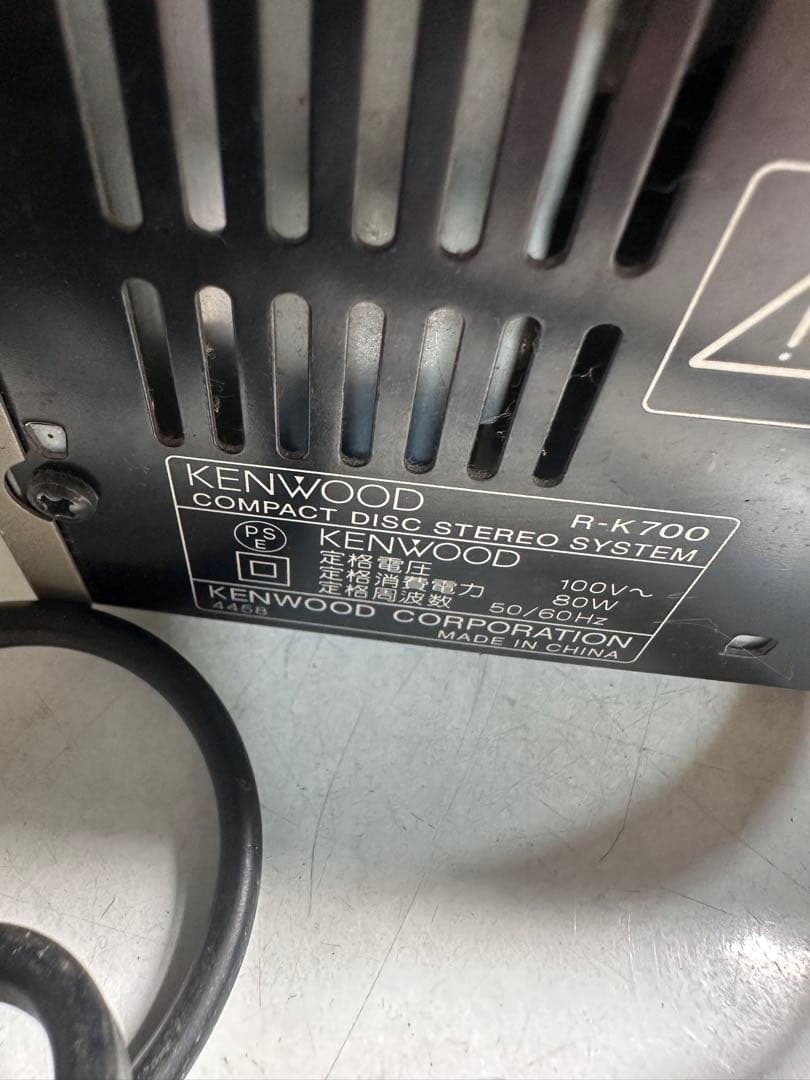 KENWOOD R-K700
COMPACT DISC STEREO SYSTEM
PS E KENWOOD
定格電圧 100V～
定格消費電力 80W
定格周波数 50/60Hz
KENWOOD CORPORATION
445B MADE IN CHINA